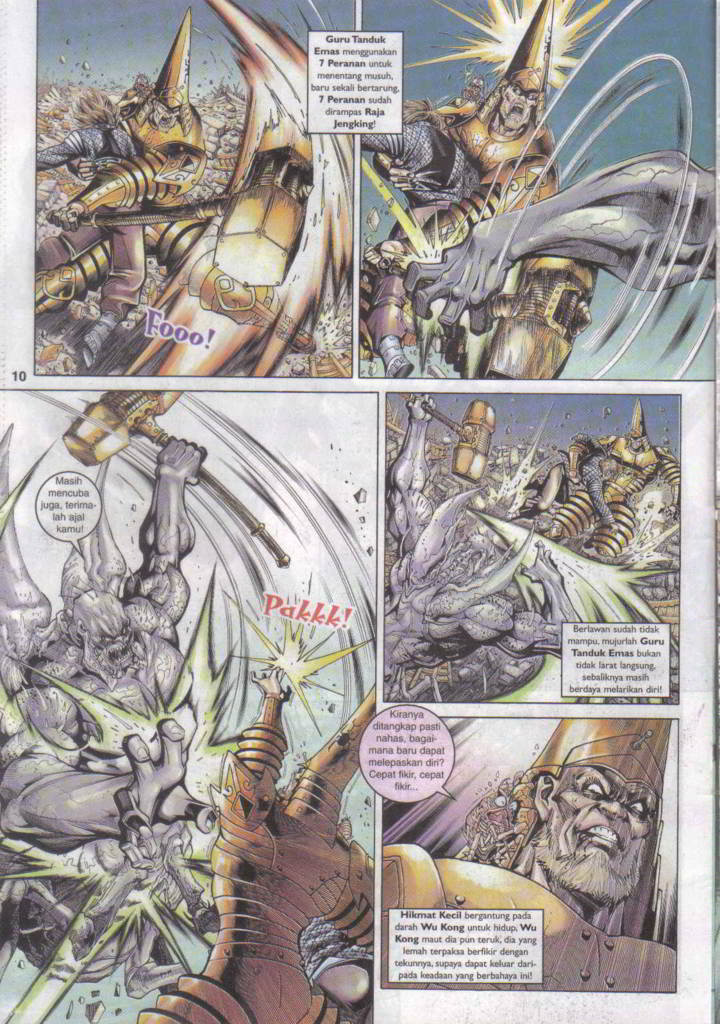 Guru Tanduk
Emas menggunakan
7 Peranan untuk
menentang musuh,
baru sekali bertarung,
7 Peranan sudah
dirampas Raja
Jengking!
Fooo!
10
Masih
mencuba
juga, terima-
lah ajal
kamu!
Pakkk!
Berlawan sudah tidak
mampu, mujurlah Guru
Tanduk Emas bukan
tidak larat langsung,
sebaliknya masih
berdaya melarikan diri!
Kiranya
ditangkap pasti
nahas, bagai-
mana baru dapat
melepaskan diri?
Cepat fikir, cepat
fikir...
Hikmat Kecil bergantung pada
darah Wu Kong untuk hidup, Wu
Kong maut dia pun teruk, dia yang
lemah terpaksa berfikir dengan
tekunnya, supaya dapat keluar dari-
pada keadaan yang berbahaya ini!